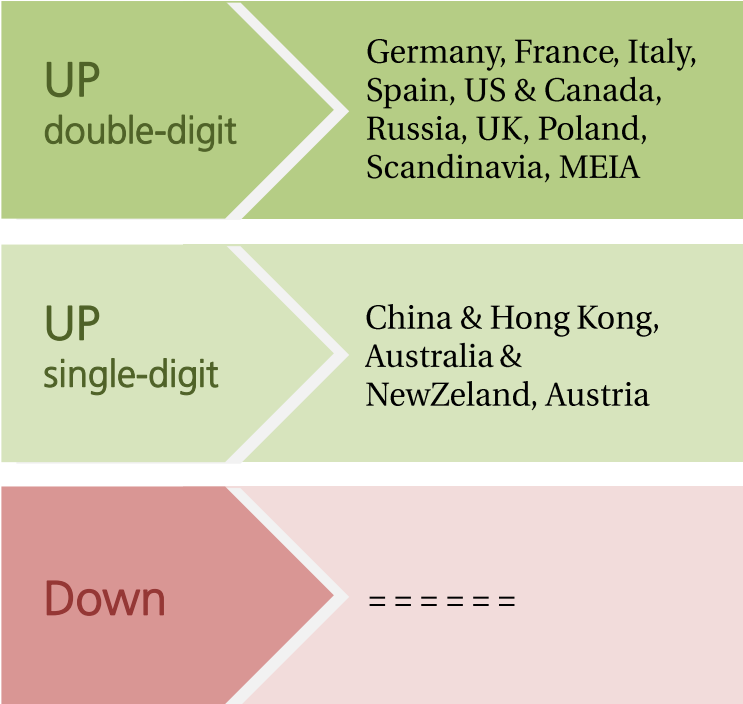 UP
double-digit
Germany, France, Italy,
Spain, US & Canada,
Russia, UK, Poland,
Scandinavia, MEIA
UP
single-digit
China & Hong Kong,
Australia &
NewZeland, Austria
Down
= = = = = =